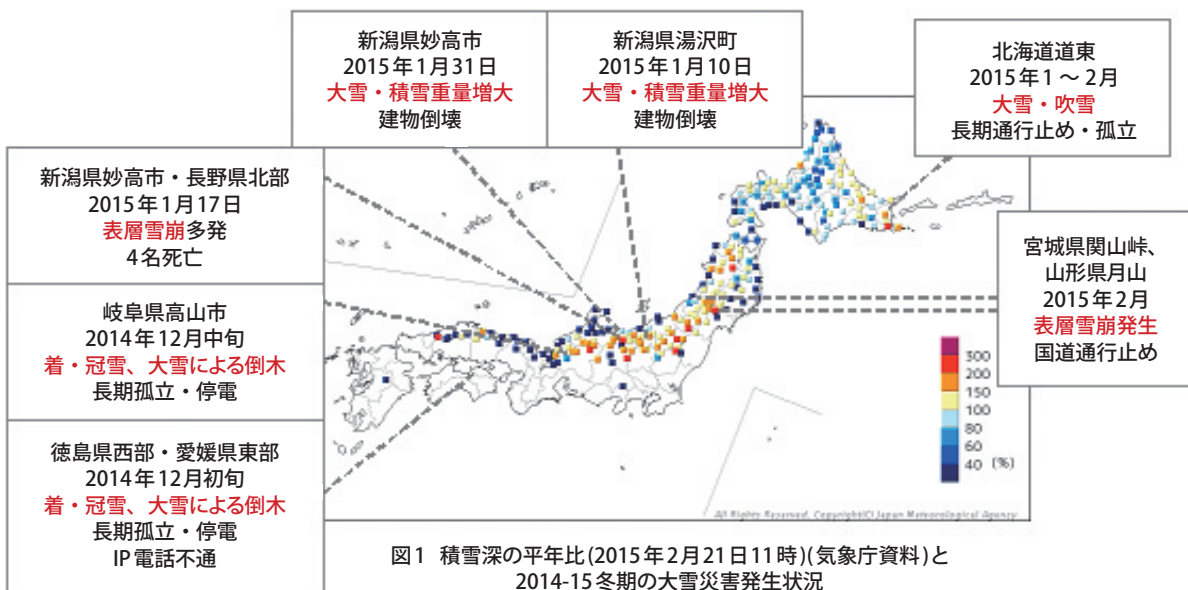 新潟県妙高市
2015年1月31日
大雪・積雪重量増大
建物倒壊
新潟県湯沢町
2015年1月10日
大雪・積雪重量増大
建物倒壊
北海道道東
2015年1～2月
大雪・吹雪
長期通行止め・孤立
新潟県妙高市・長野県北部
2015年1月17日
表層雪崩多発
4名死亡
岐阜県高山市
2014年12月中旬
着・冠雪、大雪による倒木
長期孤立・停電
徳島県西部・愛媛県東部
2014年12月初旬
着・冠雪、大雪による倒木
長期孤立・停電
IP電話不通
宮城県関山峠、
山形県月山
2015年2月
表層雪崩発生
国道通行止め
300
200
150
100
80
60
40 (%)
All Rights Reserved, Copyright(C) Japan Meteorological Agency
図1 積雪深の平年比(2015年2月21日11時)(気象庁資料)と
2014-15冬期の大雪災害発生状況